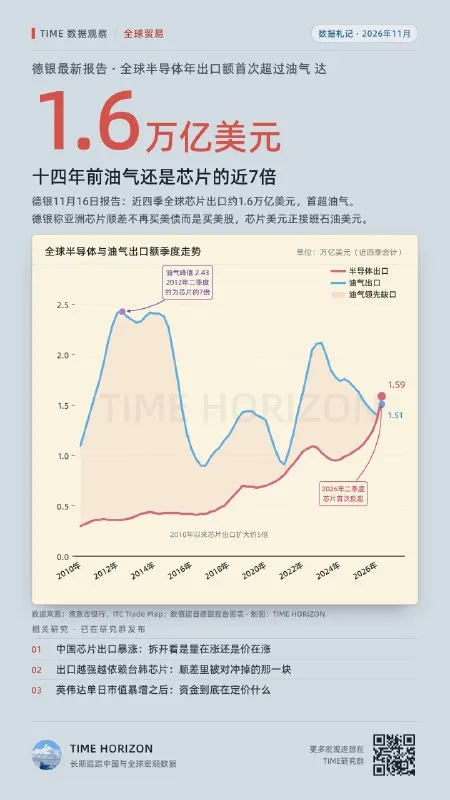 TIME 数据观察 / 全球贸易
数据札记 · 2026年11月
德银最新报告 · 全球半导体年出口额首次超过油气 达
1.6万亿美元
十四年前油气还是芯片的近7倍
德银11月16日报告：近四季全球芯片出口约1.6万亿美元，首超油气。
德银称亚洲芯片顺差不再买美债而是买美股，芯片美元正接班石油美元。
全球半导体与油气出口额季度走势
单位：万亿美元（近四季合计）
油气峰值 2.43
2012年二季度
约为芯片的7倍
半导体出口
油气出口
油气领先缺口
2.5
2.0
1.5
1.0
0.5
0.0
TIME HORIZON
1.59
1.51
2026年二季度
芯片首次反超
2010年以来芯片出口扩大约5倍
2010年
2012年
2014年
2016年
2018年
2020年
2022年
2024年
2026年
数据来源：德意志银行，ITC Trade Map；数值读自德银报告图表 · 制图：TIME HORIZON
相关研究 · 已在研究群发布
01 中国芯片出口暴涨：拆开看是量在涨还是价在涨
02 出口越强越依赖台韩芯片：顺差里被对冲掉的那一块
03 英伟达单日市值暴增之后：资金到底在定价什么
TIME HORIZON
长期追踪中国与全球宏观数据
更多宏观追踪在
TIME研究群